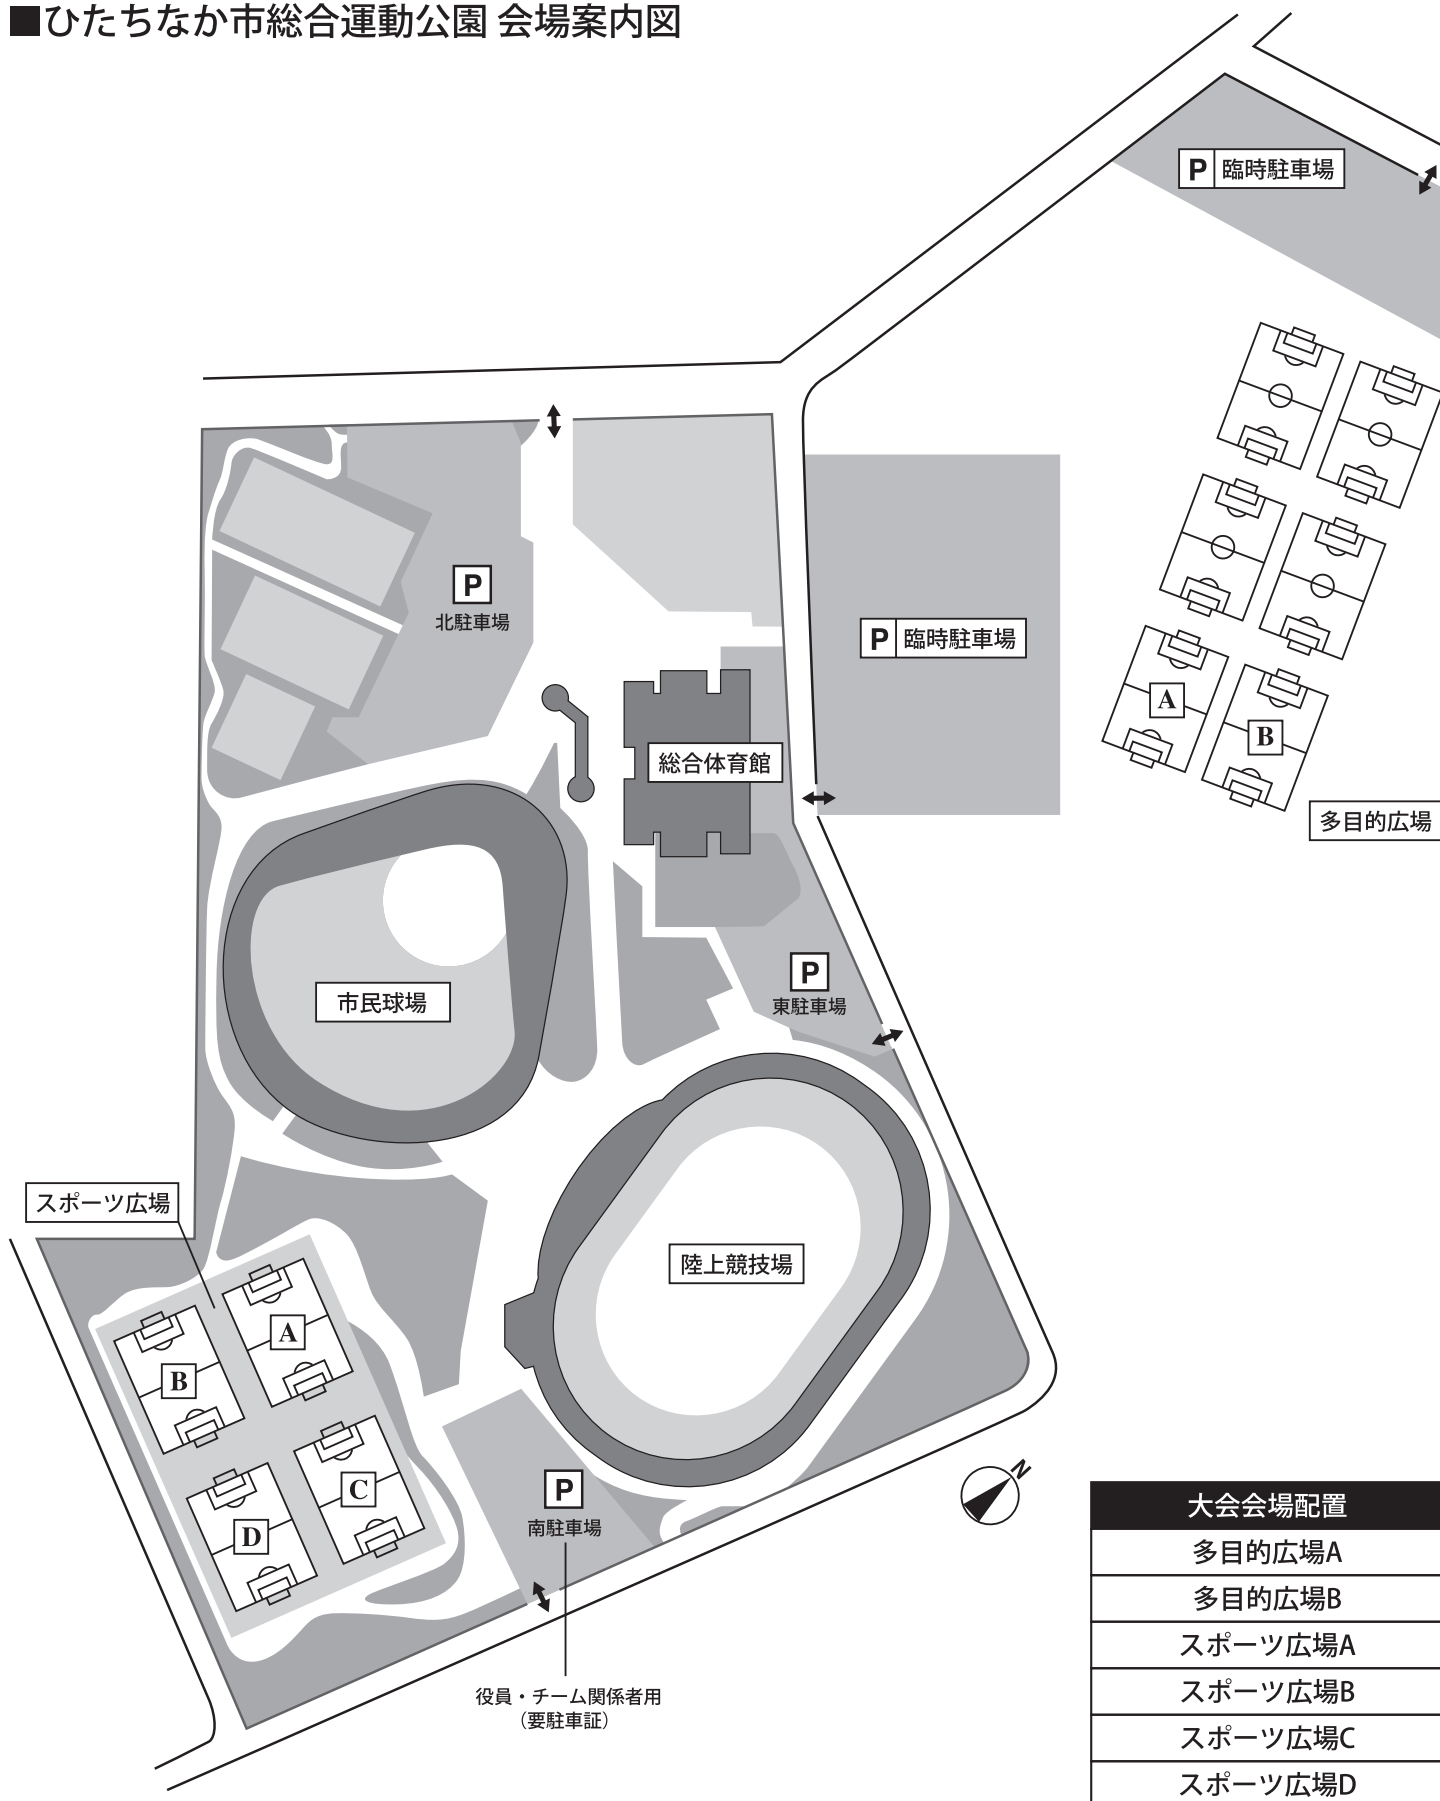 ■ひたちなか市総合運動公園 会場案内図
P 臨時駐車場
P
北駐車場
P 臨時駐車場
A
B
総合体育館
多目的広場
市民球場
P
東駐車場
スポーツ広場
陸上競技場
A
B
C
D
P
南駐車場
N
役員・チーム関係者用
（要駐車証）
大会会場配置
多目的広場A
多目的広場B
スポーツ広場A
スポーツ広場B
スポーツ広場C
スポーツ広場D